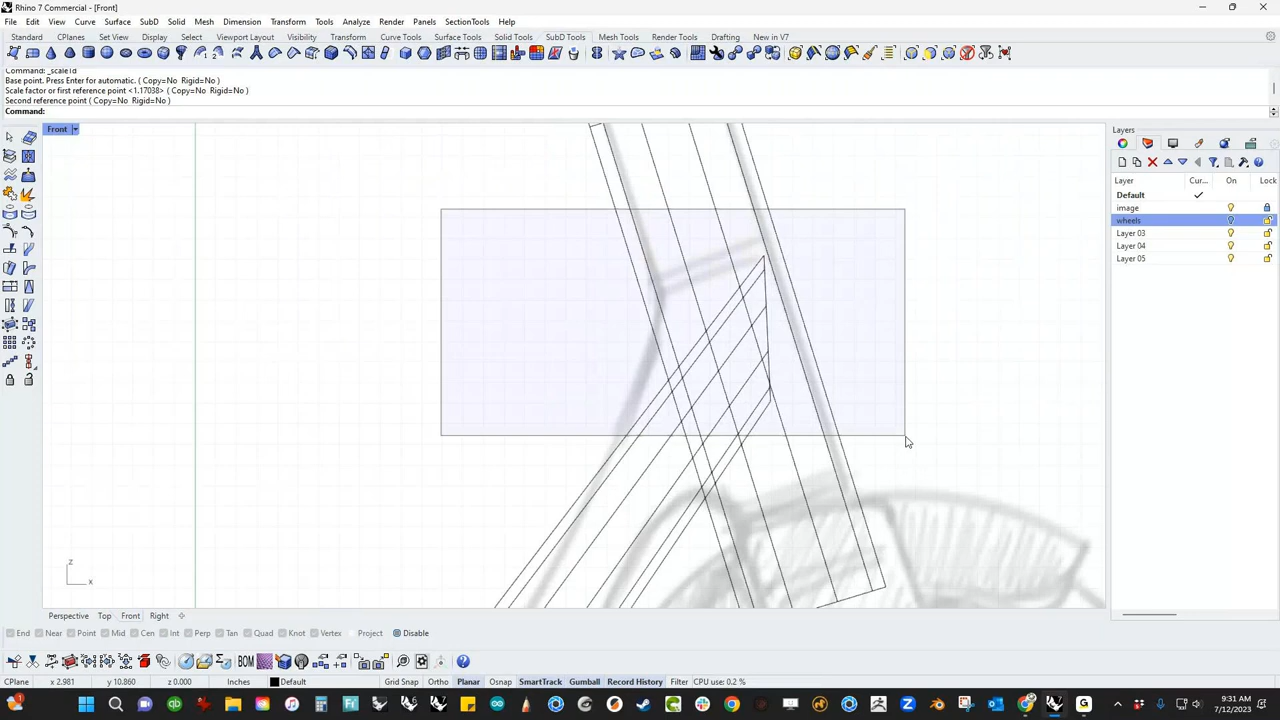 Rhino 7 Commercial - [Front]
File Edit View Curve Surface SubD Solid Mesh Dimension Transform Tools Analyze Render Panels SectionTools Help
Standard CPlanes Set View Display Select Viewport Layout Visibility Transform Curve Tools Surface Tools Solid Tools SubD Tools Mesh Tools Render Tools Drafting New in V7
Command: _scale1d
Base point. Press Enter for automatic. ( Copy=No Rigid=No )
Scale factor or first reference point <1.17038> ( Copy=No Rigid=No )
Second reference point ( Copy=No Rigid=No )
Command:
Front
Layers
Layer Cur... On Lock
Default
image
wheels
Layer 03
Layer 04
Layer 05
z
x
Perspective Top Front Right
End Near Point Mid Cen Int Perp Tan Quad Knot Vertex Project Disable
BOM
CPlane x 2.981 y 10.860 z 0.000 Inches Default Grid Snap Ortho Planar Osnap SmartTrack Gumball Record History Filter CPU use: 0.2 %
9:31 AM
7/12/2023